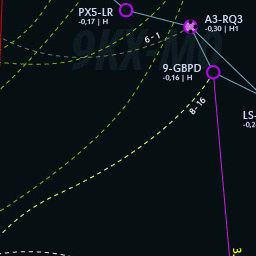 PX5-LR
-0,17 | H
A3-RQ3
-0,30 | H1
6 - 1
9KX-M
9-GBPD
-0,16 | H
8-16
LS-
-0,2
3